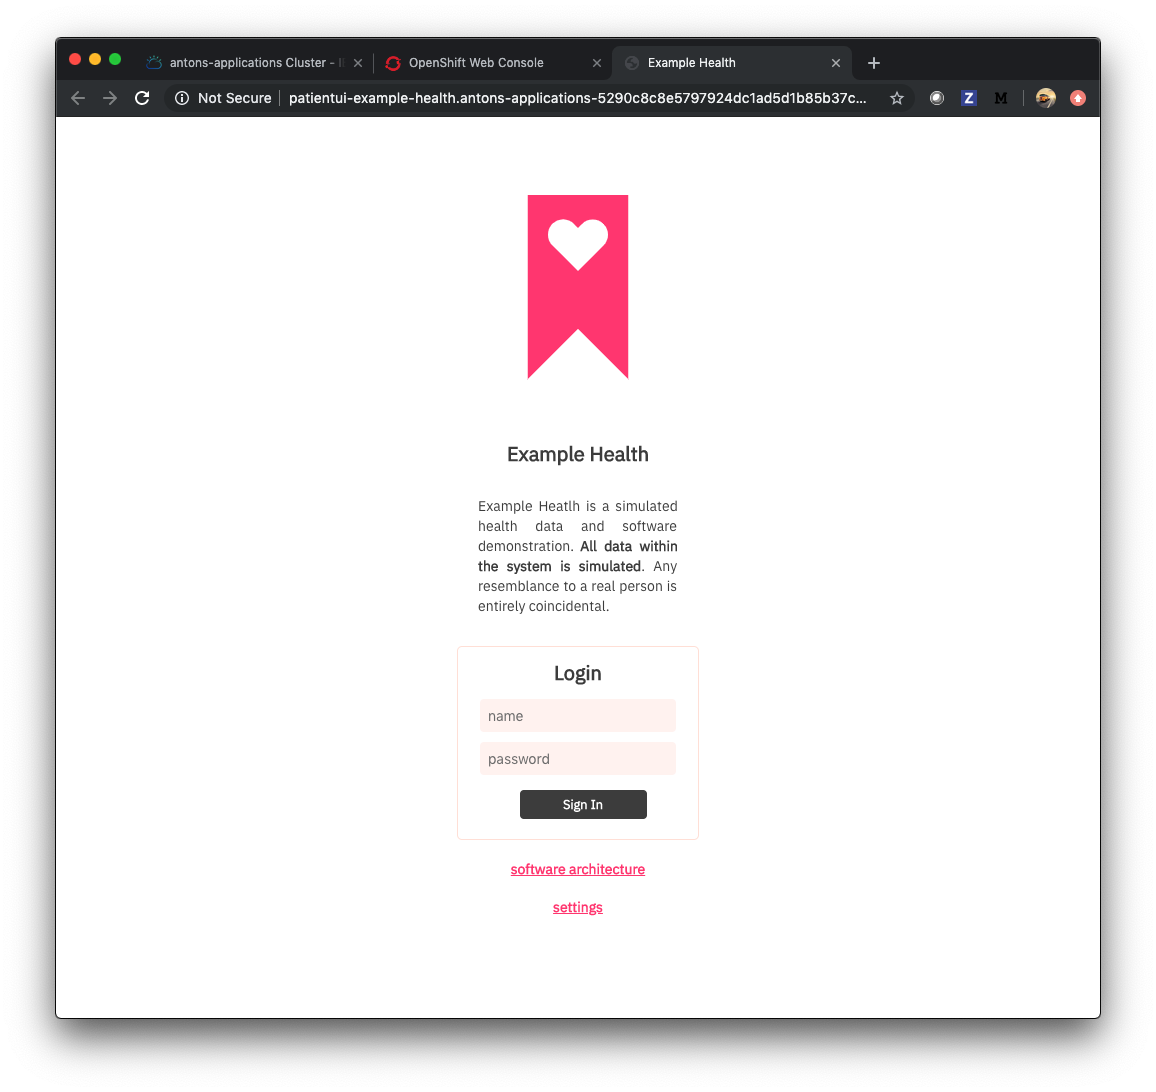 antons-applications Cluster - I
OpenShift Web Console
Example Health
Not Secure
patientui-example-health.antons-applications-5290c8c8e5797924dc1ad5d1b85b37c...
Z
M
Example Health
Example Heatlh is a simulated
health data and software
demonstration. All data within
the system is simulated. Any
resemblance to a real person is
entirely coincidental.
Login
name
password
Sign In
software architecture
settings